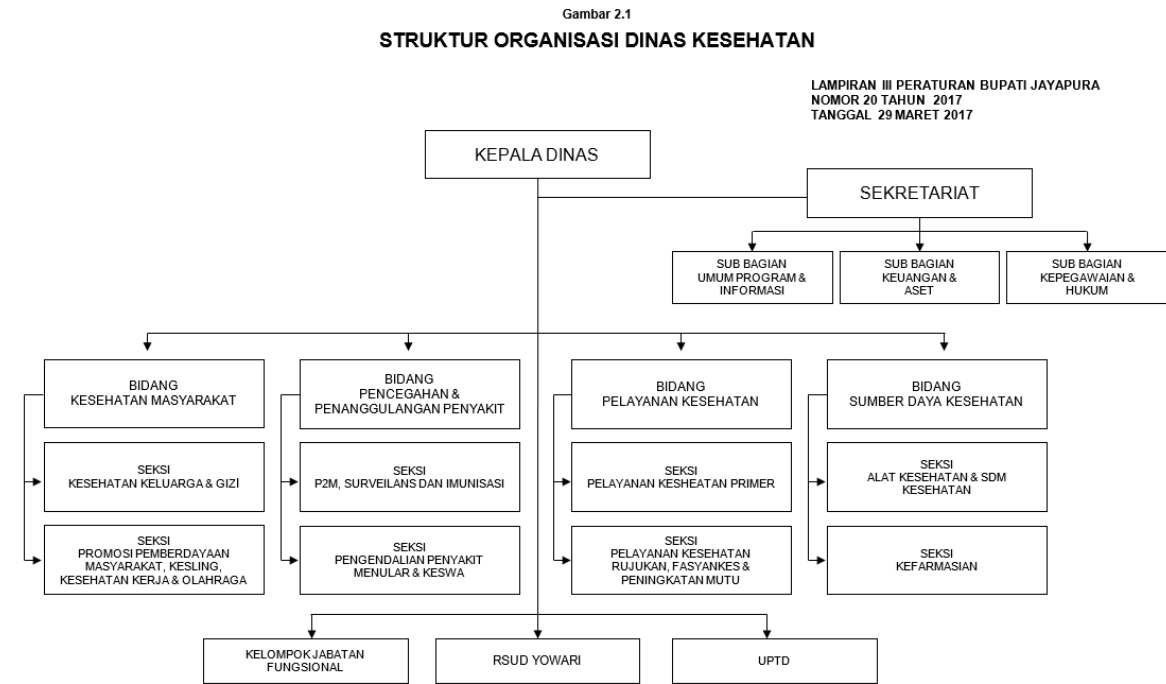 Gambar 2.1
STRUKTUR ORGANISASI DINAS KESEHATAN
LAMPIRAN III PERATURAN BUPATI JAYAPURA
NOMOR 20 TAHUN 2017
TANGGAL 29 MARET 2017
KEPALA DINAS
SEKRETARIAT
SUB BAGIAN
UMUM PROGRAM &
INFORMASI
SUB BAGIAN
KEUANGAN &
ASET
SUB BAGIAN
KEPEGAWAIAN &
HUKUM
BIDANG
KESEHATAN MASYARAKAT
BIDANG
PENCEGAHAN &
PENANGGULANGAN PENYAKIT
BIDANG
PELAYANAN KESEHATAN
BIDANG
SUMBER DAYA KESEHATAN
SEKSI
KESEHATAN KELUARGA & GIZI
SEKSI
P2M, SURVEILANS DAN IMUNISASI
SEKSI
PELAYANAN KESHEATAN PRIMER
SEKSI
ALAT KESEHATAN & SDM
KESEHATAN
SEKSI
PROMOSI PEMBERDAYAAN
MASYARAKAT, KESLING,
KESEHATAN KERJA & OLAHRAGA
SEKSI
PENGENDALIAN PENYAKIT
MENULAR & KESWA
SEKSI
PELAYANAN KESEHATAN
RUJUKAN, FASYANKES &
PENINGKATAN MUTU
SEKSI
KEFARMASIAN
KELOMPOK JABATAN
FUNGSIONAL
RSUD YOWARI
UPTD